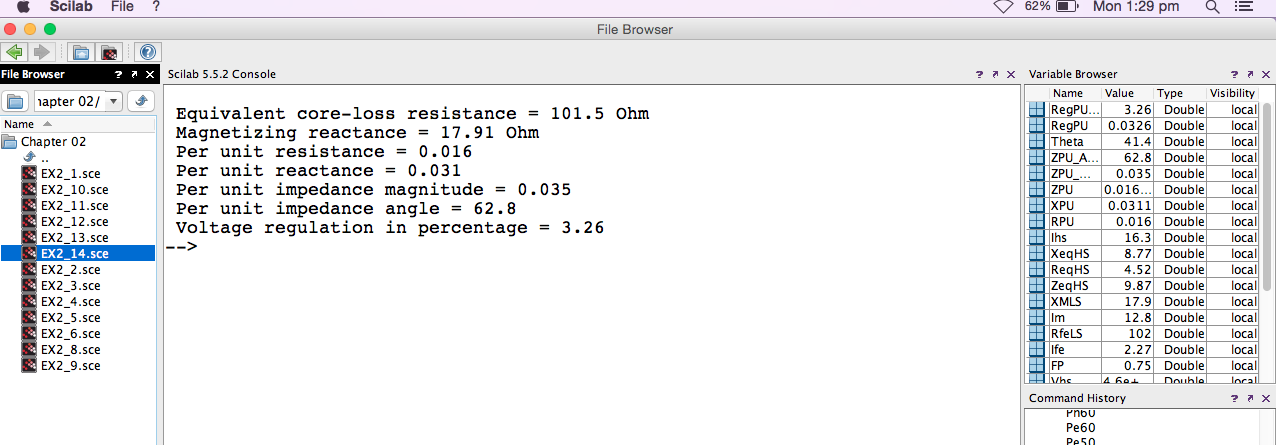 Scilab File ? 62% Mon 1:29 pm
File Browser
File Browser ? Scilab 5.5.2 Console ? Variable Browser ?
hapter 02/
Name
Chapter 02
..
EX2_1.sce
EX2_10.sce
EX2_11.sce
EX2_12.sce
EX2_13.sce
EX2_14.sce
EX2_2.sce
EX2_3.sce
EX2_4.sce
EX2_5.sce
EX2_6.sce
EX2_8.sce
EX2_9.sce
Equivalent core-loss resistance = 101.5 Ohm
Magnetizing reactance = 17.91 Ohm
Per unit resistance = 0.016
Per unit reactance = 0.031
Per unit impedance magnitude = 0.035
Per unit impedance angle = 62.8
Voltage regulation in percentage = 3.26
-->
Name Value Type Visibility
RegPU... 3.26 Double local
RegPU 0.0326 Double local
Theta 41.4 Double local
ZPU_A... 62.8 Double local
ZPU_... 0.035 Double local
ZPU 0.016... Double local
XPU 0.0311 Double local
RPU 0.016 Double local
Ihs 16.3 Double local
XeqHS 8.77 Double local
ReqHS 4.52 Double local
ZeqHS 9.87 Double local
XMLS 17.9 Double local
Im 12.8 Double local
RfeLS 102 Double local
Ife 2.27 Double local
FP 0.75 Double local
Vhs 4.6e+ Double local
Command History ?
Ph60
Pe60
Pe50